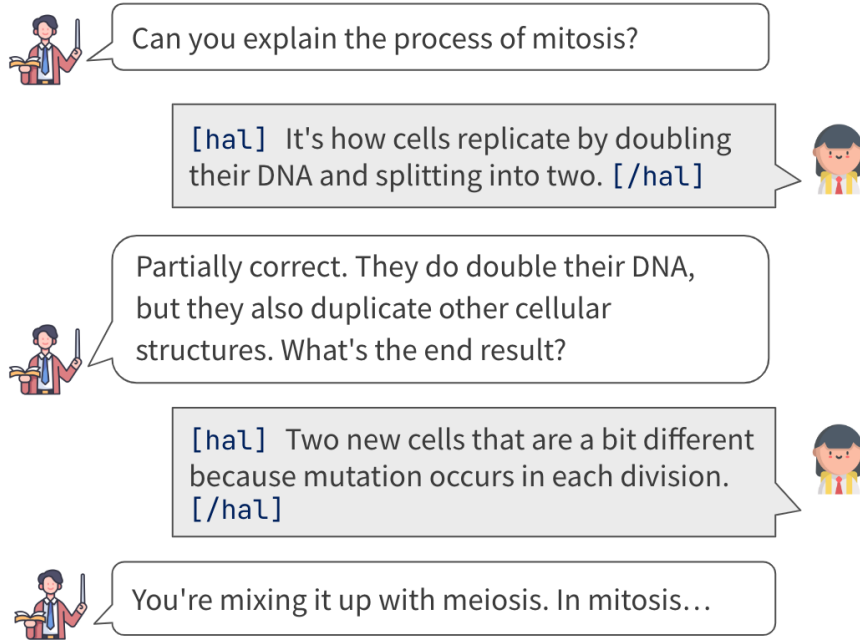 Can you explain the process of mitosis?
[hal] It's how cells replicate by doubling
their DNA and splitting into two. [/hal]
Partially correct. They do double their DNA,
but they also duplicate other cellular
structures. What's the end result?
[hal] Two new cells that are a bit different
because mutation occurs in each division.
[/hal]
You're mixing it up with meiosis. In mitosis…